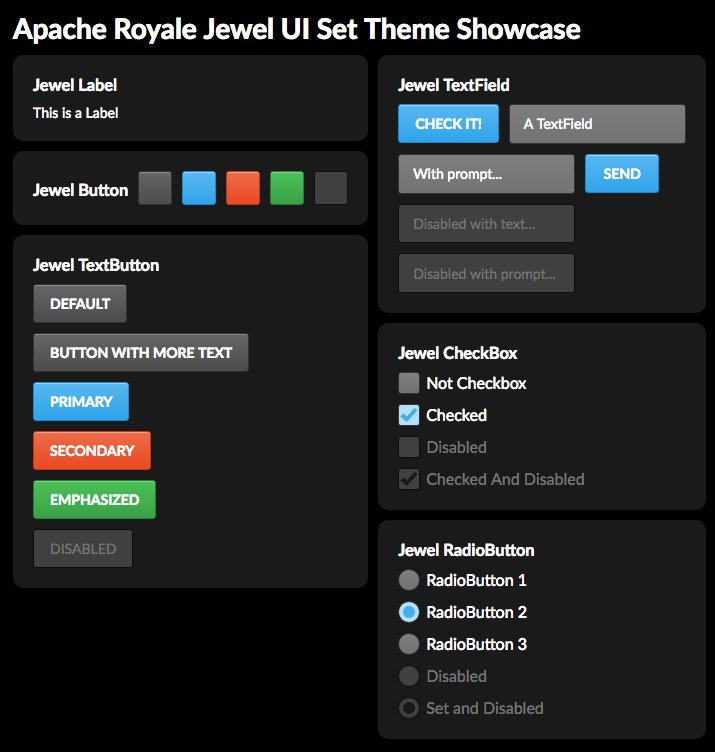 Apache Royale Jewel UI Set Theme Showcase
Jewel Label
This is a Label
Jewel Button
Jewel TextButton
DEFAULT
BUTTON WITH MORE TEXT
PRIMARY
SECONDARY
EMPHASIZED
DISABLED
Jewel TextField
CHECK IT! A TextField
With prompt... SEND
Disabled with text...
Disabled with prompt...
Jewel CheckBox
Not Checkbox
Checked
Disabled
Checked And Disabled
Jewel RadioButton
RadioButton 1
RadioButton 2
RadioButton 3
Disabled
Set and Disabled